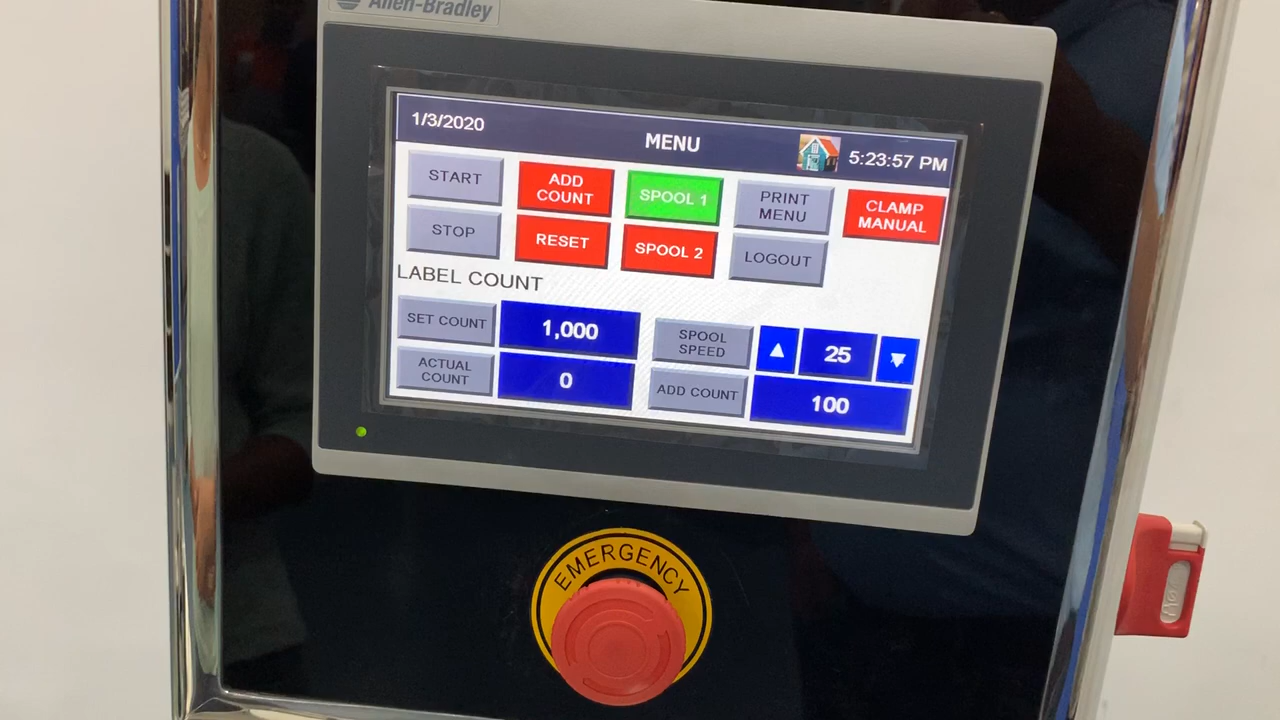 Allen-Bradley
1/3/2020
MENU
5:23:57 PM
START
ADD
COUNT
SPOOL 1
PRINT
MENU
CLAMP
MANUAL
STOP
RESET
SPOOL 2
LOGOUT
LABEL COUNT
SET COUNT
1,000
SPOOL
SPEED
25
ACTUAL
COUNT
0
ADD COUNT
100
EMERGENCY